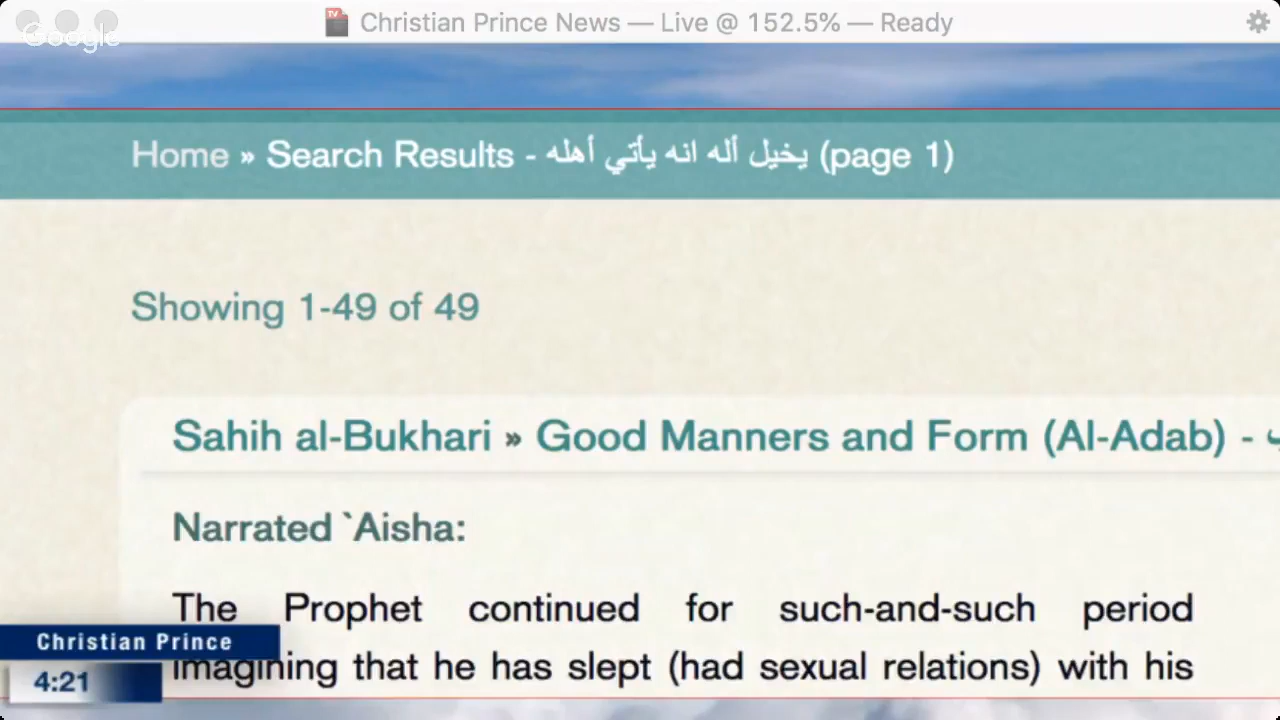 Christian Prince News — Live @ 152.5% — Ready
Google
Home » Search Results - يخيل أله انه يأتي أهله (page 1)
Showing 1-49 of 49
Sahih al-Bukhari » Good Manners and Form (Al-Adab) -
Narrated `Aisha:
The Prophet continued for such-and-such period
imagining that he has slept (had sexual relations) with his
Christian Prince
4:21